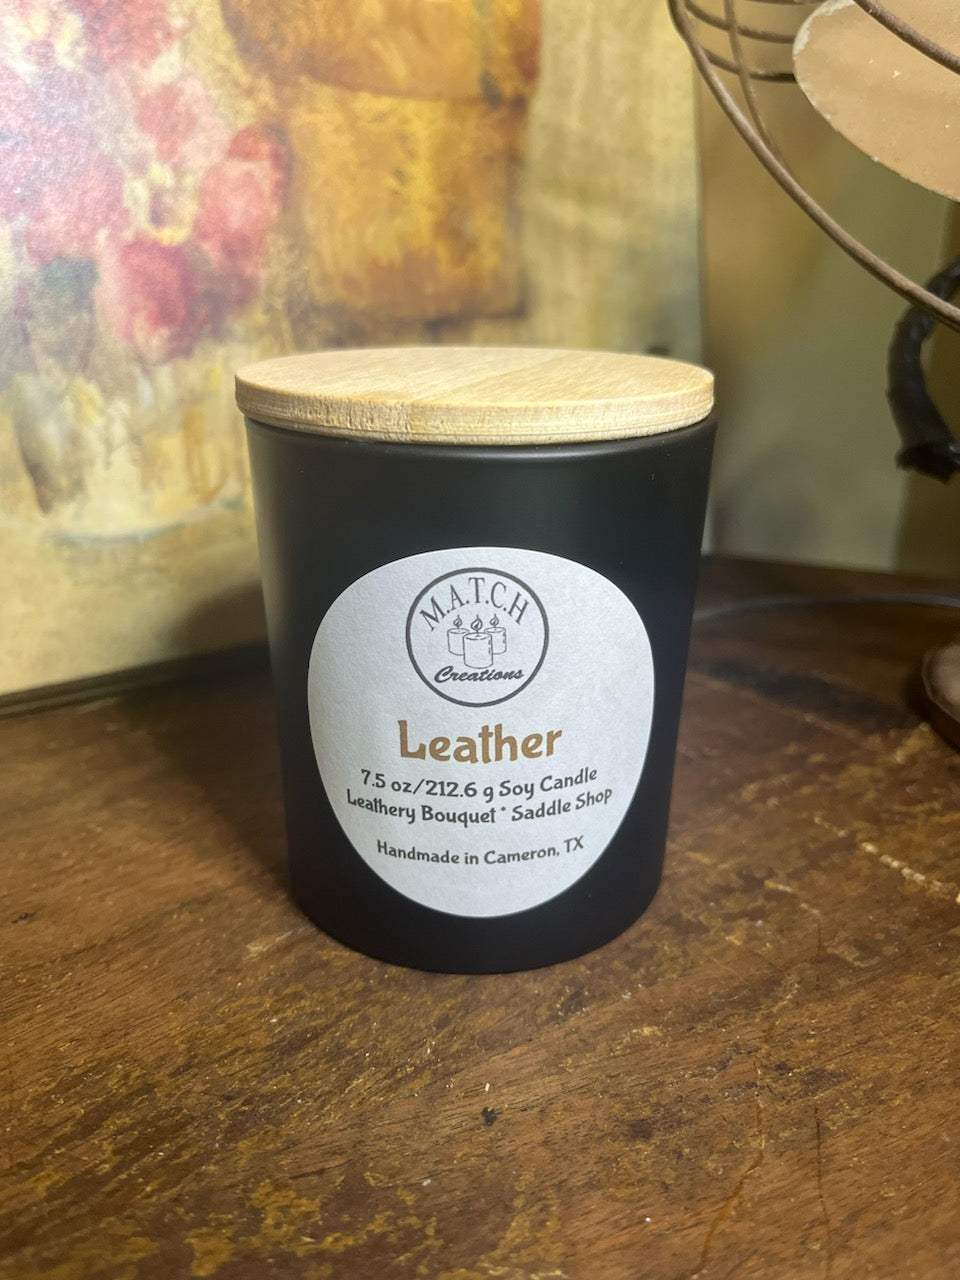 M.A.T.C.H
Creations
Leather
7.5 oz/212.6 g Soy Candle
Leathery Bouquet * Saddle Shop
Handmade in Cameron, TX